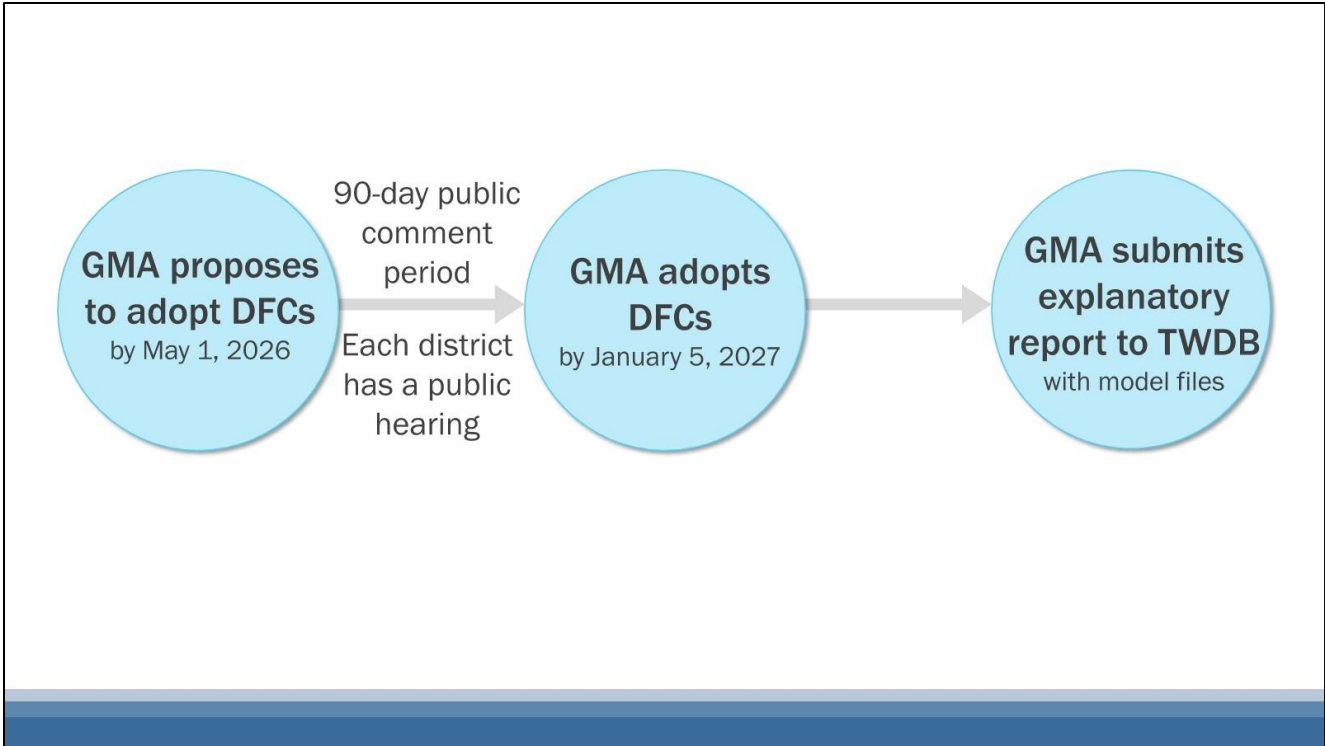 GMA proposes
to adopt DFCs
by May 1, 2026
90-day public
comment
period
Each district
has a public
hearing
GMA adopts
DFCs
by January 5, 2027
GMA submits
explanatory
report to TWDB
with model files